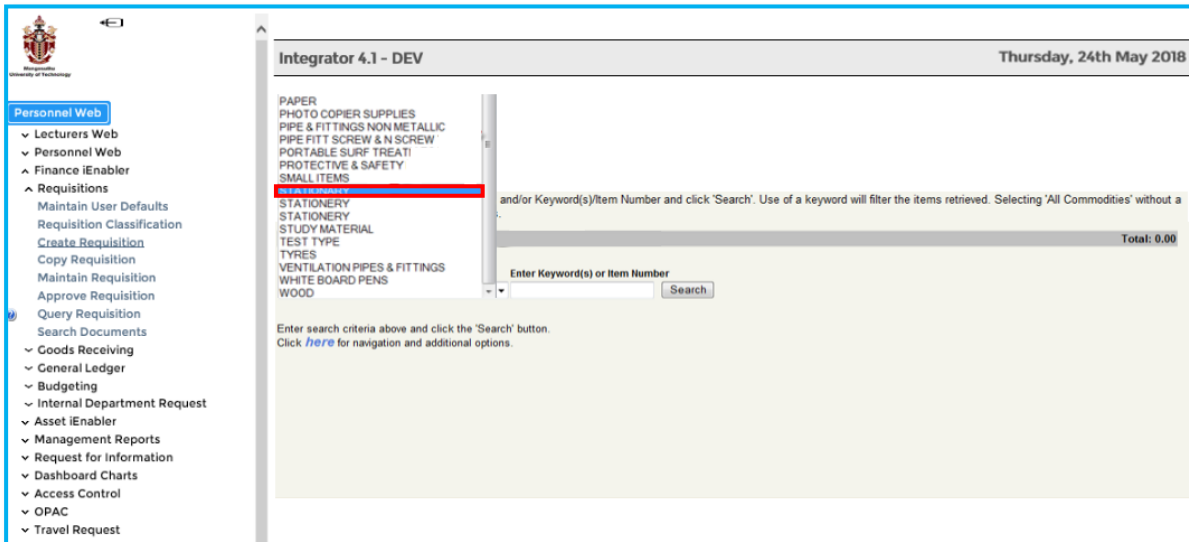 Mangosuthu
University of Technology
Integrator 4.1 - DEV
Thursday, 24th May 2018
Personnel Web
Lecturers Web
Personnel Web
Finance iEnabler
Requisitions
Maintain User Defaults
Requisition Classification
Create Requisition
Copy Requisition
Maintain Requisition
Approve Requisition
Query Requisition
Search Documents
Goods Receiving
General Ledger
Budgeting
Internal Department Request
Asset iEnabler
Management Reports
Request for Information
Dashboard Charts
Access Control
OPAC
Travel Request
PAPER
PHOTO COPIER SUPPLIES
PIPE & FITTINGS NON METALLIC
PIPE FITT SCREW & N SCREW
PORTABLE SURF TREATI
PROTECTIVE & SAFETY
SMALL ITEMS
STATIONARY
STATIONERY
STATIONERY
STUDY MATERIAL
TEST TYPE
TYRES
VENTILATION PIPES & FITTINGS
WHITE BOARD PENS
WOOD
and/or Keyword(s)/Item Number and click 'Search'. Use of a keyword will filter the items retrieved. Selecting 'All Commodities' without a
s.
Total: 0.00
Enter Keyword(s) or Item Number
Search
Enter search criteria above and click the 'Search' button.
Click here for navigation and additional options.